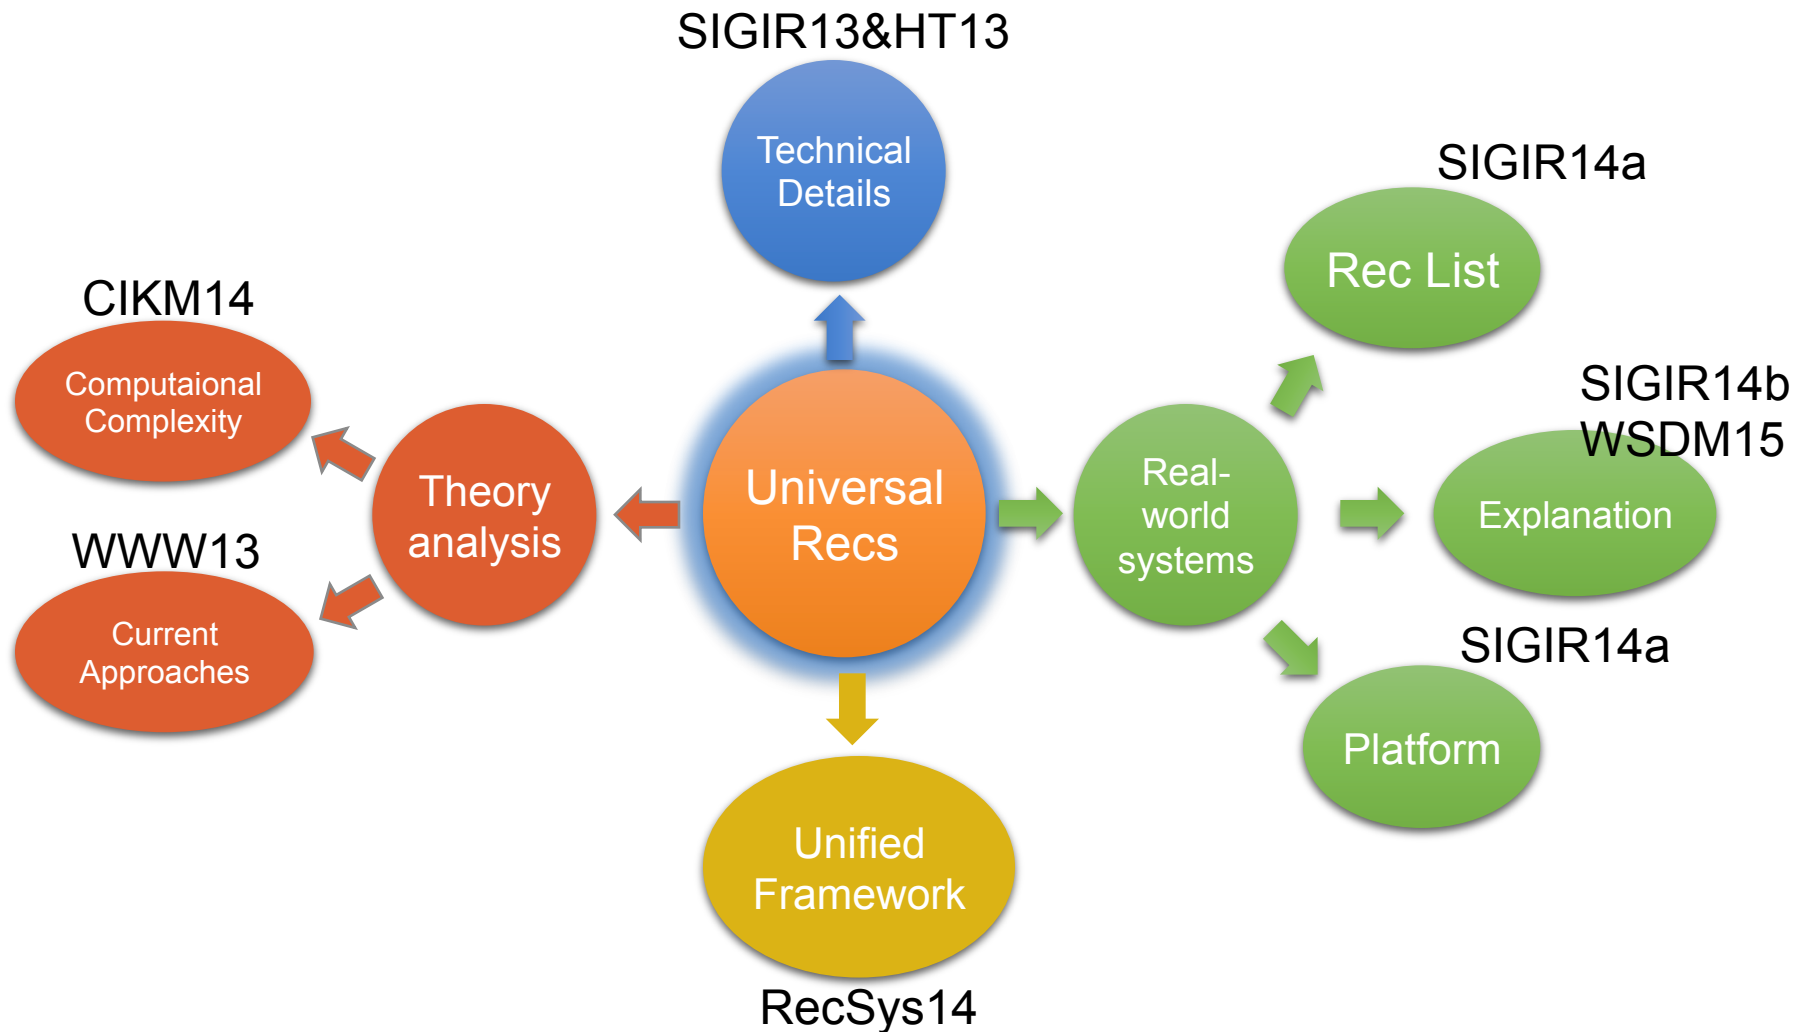 SIGIR13&HT13
Technical
Details
SIGIR14a
Rec List
CIKM14
Computaional
Complexity
SIGIR14b
WSDM15
Explanation
Theory
analysis
Universal
Recs
Real-
world
systems
WWW13
Current
Approaches
SIGIR14a
Platform
Unified
Framework
RecSys14